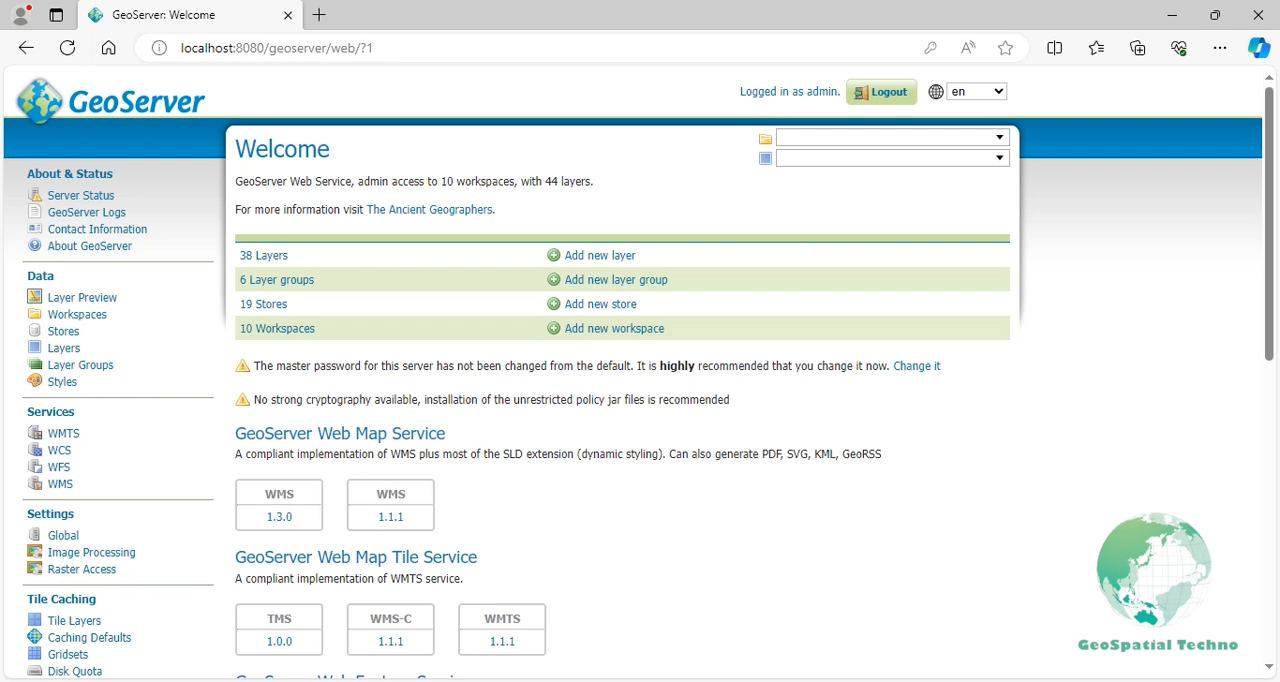 GeoServer: Welcome
localhost:8080/geoserver/web/?1
GeoServer
Logged in as admin.
Logout
en
Welcome
GeoServer Web Service, admin access to 10 workspaces, with 44 layers.
For more information visit The Ancient Geographers.
38 Layers
Add new layer
6 Layer groups
Add new layer group
19 Stores
Add new store
10 Workspaces
Add new workspace
The master password for this server has not been changed from the default. It is highly recommended that you change it now. Change it
No strong cryptography available, installation of the unrestricted policy jar files is recommended
GeoServer Web Map Service
A compliant implementation of WMS plus most of the SLD extension (dynamic styling). Can also generate PDF, SVG, KML, GeoRSS
WMS
1.3.0
WMS
1.1.1
GeoServer Web Map Tile Service
A compliant implementation of WMTS service.
TMS
1.0.0
WMS-C
1.1.1
WMTS
1.1.1
About & Status
Server Status
GeoServer Logs
Contact Information
About GeoServer
Data
Layer Preview
Workspaces
Stores
Layers
Layer Groups
Styles
Services
WMTS
WCS
WFS
WMS
Settings
Global
Image Processing
Raster Access
Tile Caching
Tile Layers
Caching Defaults
Gridsets
Disk Quota
GeoSpatial Techno